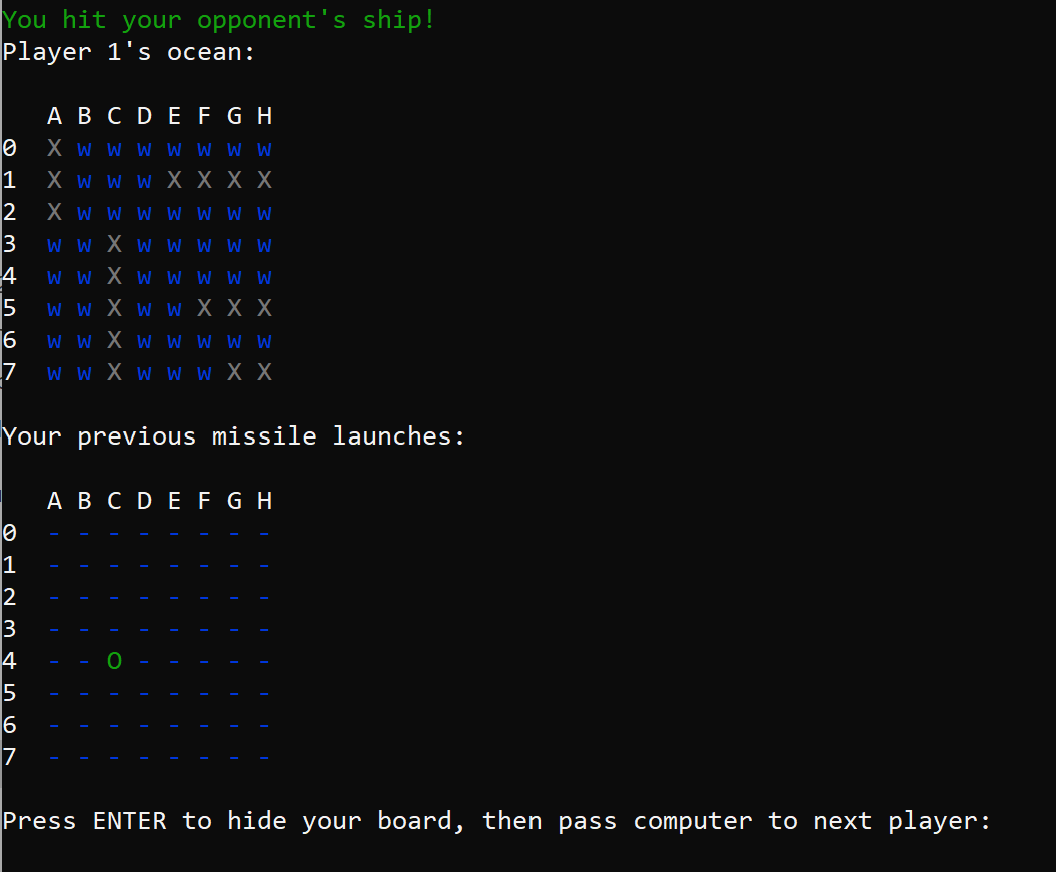 You hit your opponent's ship!
Player 1's ocean:
A B C D E F G H
0 X w w w w w w w
1 X w w w X X X X
2 X w w w w w w w
3 w w X w w w w w
4 w w X w w w w w
5 w w X w w X X X
6 w w X w w w w w
7 w w X w w w X X
Your previous missile launches:
A B C D E F G H
0 - - - - - - - -
1 - - - - - - - -
2 - - - - - - - -
3 - - - - - - - -
4 - - O - - - - -
5 - - - - - - - -
6 - - - - - - - -
7 - - - - - - - -
Press ENTER to hide your board, then pass computer to next player: